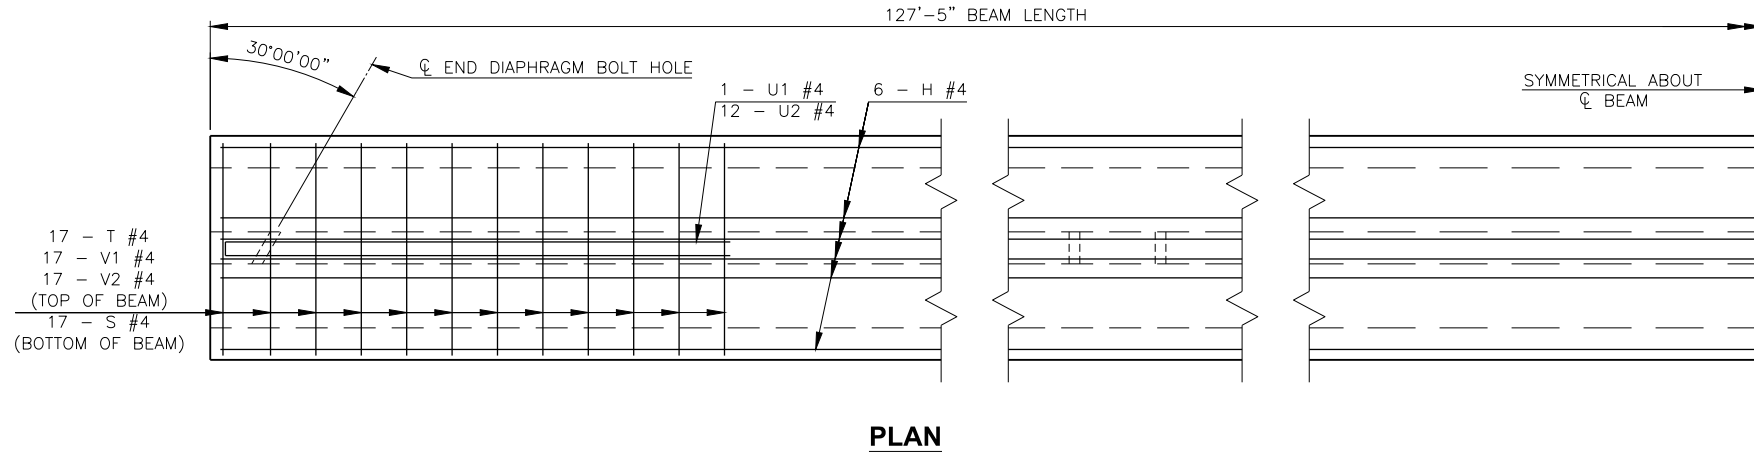 127'-5" BEAM LENGTH
30°00'00"
℄ END DIAPHRAGM BOLT HOLE
1 - U1 #4
12 - U2 #4
6 - H #4
SYMMETRICAL ABOUT
℄ BEAM
17 - T #4
17 - V1 #4
17 - V2 #4
(TOP OF BEAM)
17 - S #4
(BOTTOM OF BEAM)
PLAN